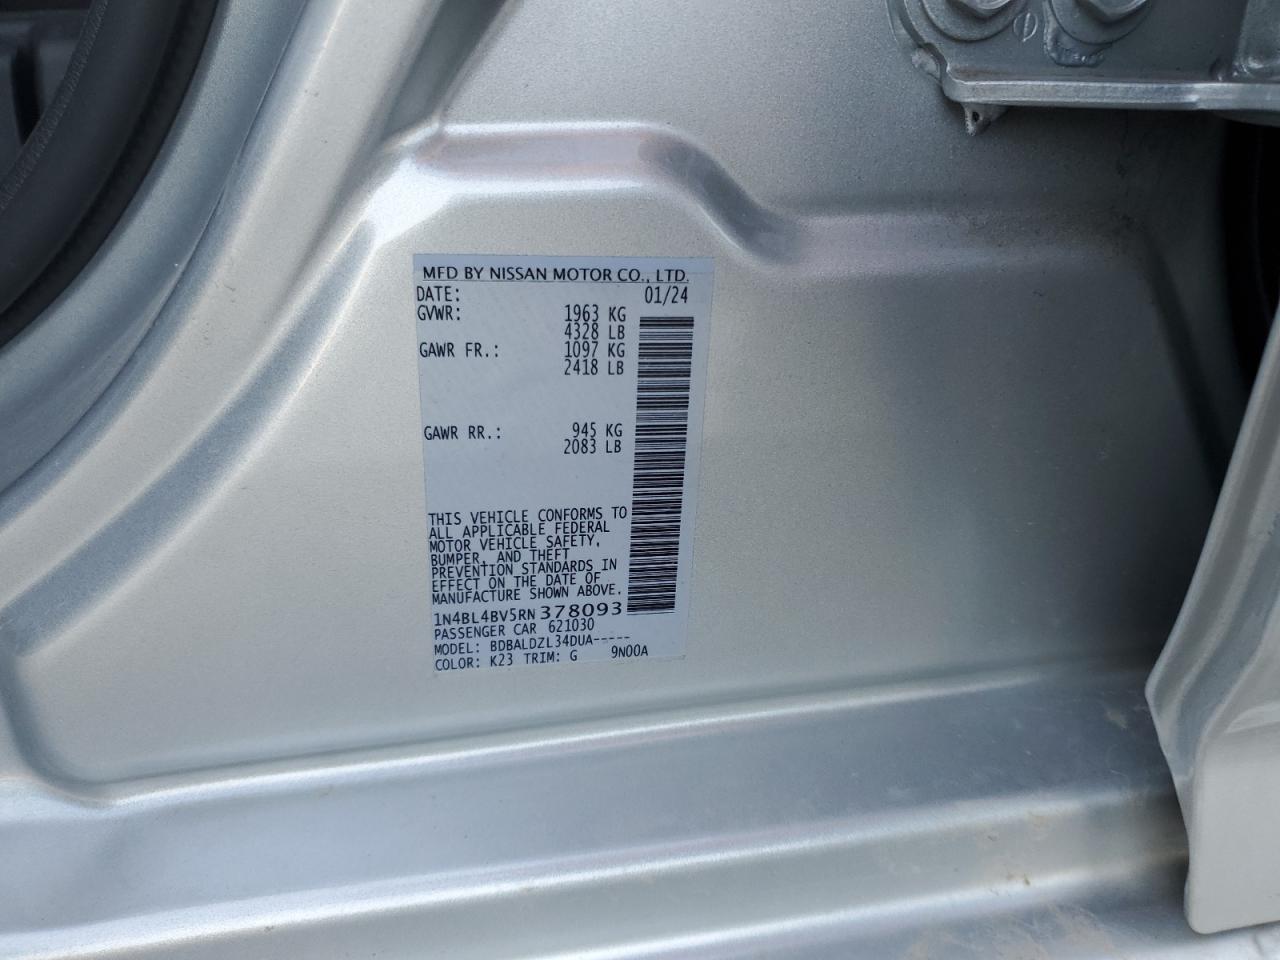 MFD BY NISSAN MOTOR CO., LTD.
DATE: 01/24
GVWR: 1963 KG
4328 LB
GAWR FR.: 1097 KG
2418 LB
GAWR RR.: 945 KG
2083 LB
THIS VEHICLE CONFORMS TO
ALL APPLICABLE FEDERAL
MOTOR VEHICLE SAFETY,
BUMPER, AND THEFT
PREVENTION STANDARDS IN
EFFECT ON THE DATE OF
MANUFACTURE SHOWN ABOVE.
1N4BL4BV5RN378093
PASSENGER CAR 621030
MODEL: BDBALDZL34DUA-----
COLOR: K23 TRIM: G 9N00A